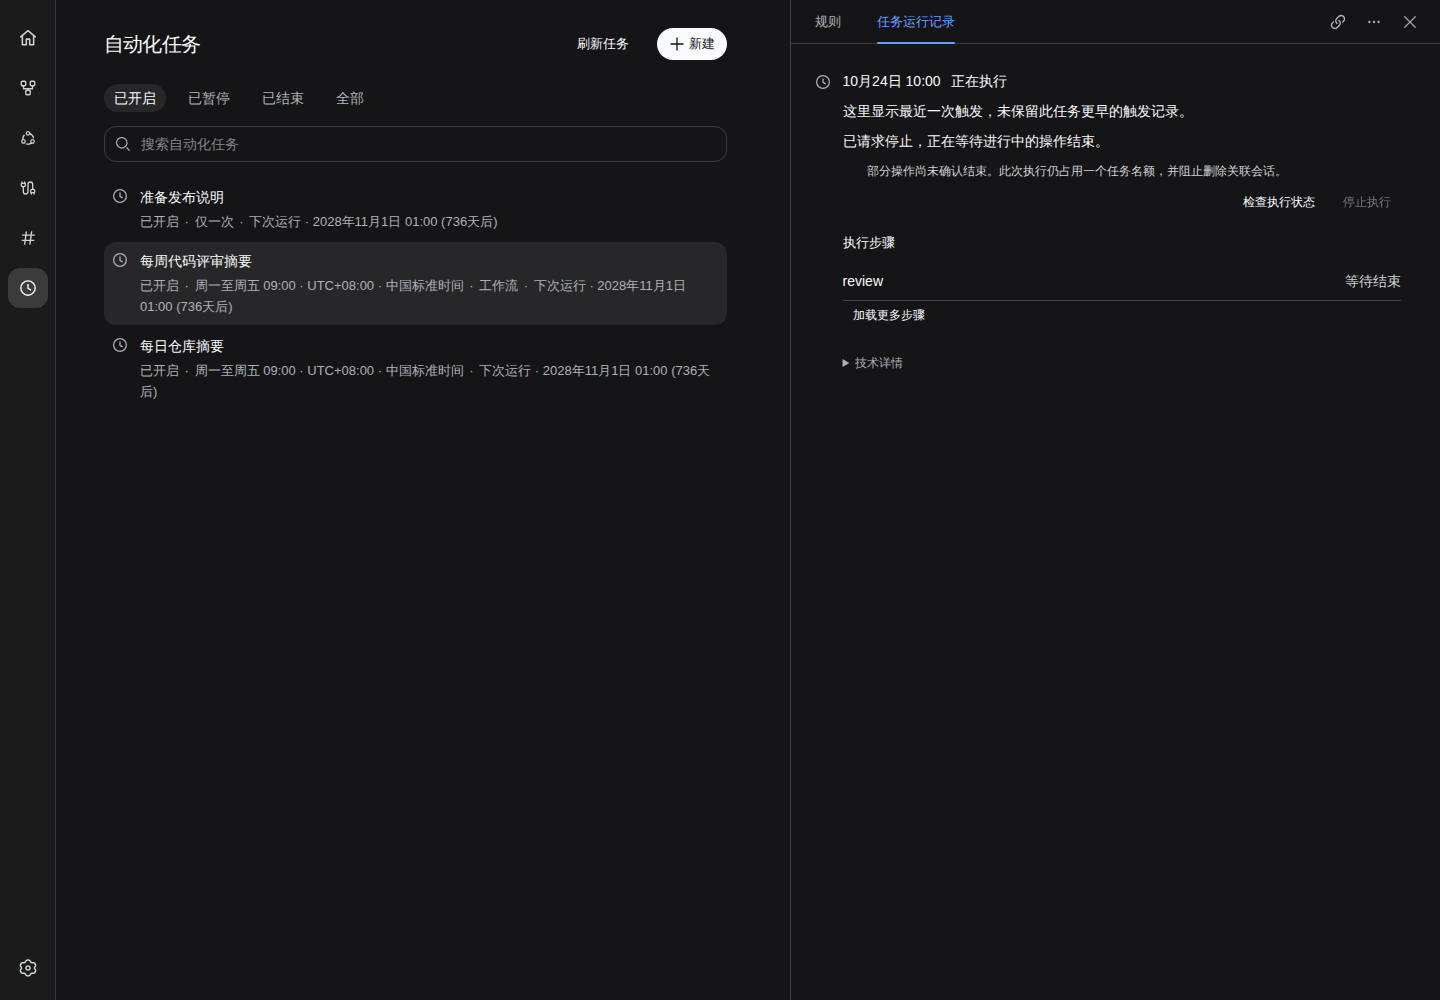 自动化任务
刷新任务
新建
已开启
已暂停
已结束
全部
搜索自动化任务
准备发布说明
已开启 · 仅一次 · 下次运行 · 2028年11月1日 01:00 (736天后)
每周代码评审摘要
已开启 · 周一至周五 09:00 · UTC+08:00 · 中国标准时间 · 工作流 · 下次运行 · 2028年11月1日
01:00 (736天后)
每日仓库摘要
已开启 · 周一至周五 09:00 · UTC+08:00 · 中国标准时间 · 下次运行 · 2028年11月1日 01:00 (736天
后)
规则
任务运行记录
10月24日 10:00 正在执行
这里显示最近一次触发，未保留此任务更早的触发记录。
已请求停止，正在等待进行中的操作结束。
部分操作尚未确认结束。此次执行仍占用一个任务名额，并阻止删除关联会话。
检查执行状态
停止执行
执行步骤
review
等待结束
加载更多步骤
技术详情